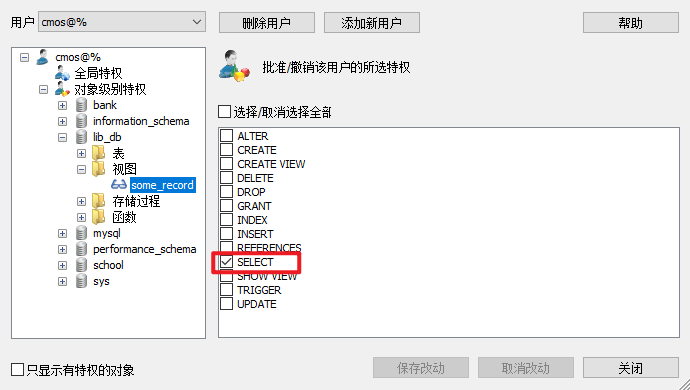 用户 cmos@% 删除用户 添加新用户 帮助
cmos@%
全局特权
对象级别特权
bank
information_schema
lib_db
表
视图
some_record
存储过程
函数
mysql
performance_schema
school
sys
批准/撤销该用户的所选特权
选择/取消选择全部
ALTER
CREATE
CREATE VIEW
DELETE
DROP
GRANT
INDEX
INSERT
REFERENCES
SELECT
SHOW VIEW
TRIGGER
UPDATE
只显示有特权的对象 保存改动 取消改动 关闭